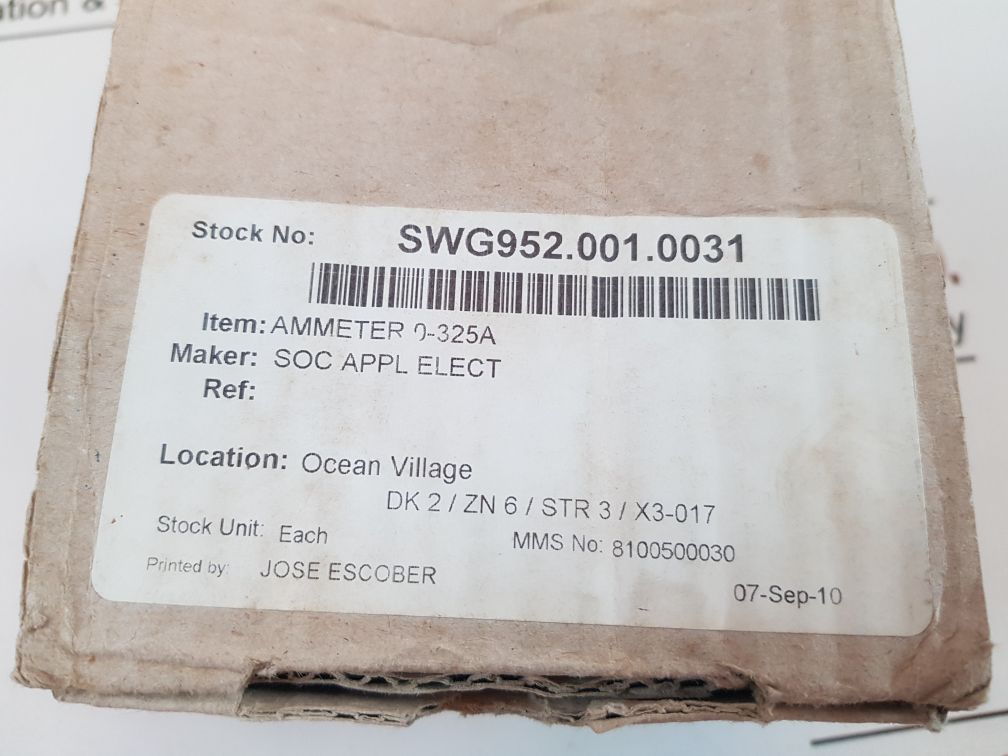 &
Stock No: SWG952.001.0031
Item: AMMETER 0-325A
Maker: SOC APPL ELECT
Ref:
Location: Ocean Village
DK 2 / ZN 6 / STR 3 / X3-017
Stock Unit: Each MMS No: 8100500030
Printed by: JOSE ESCOBER
07-Sep-10